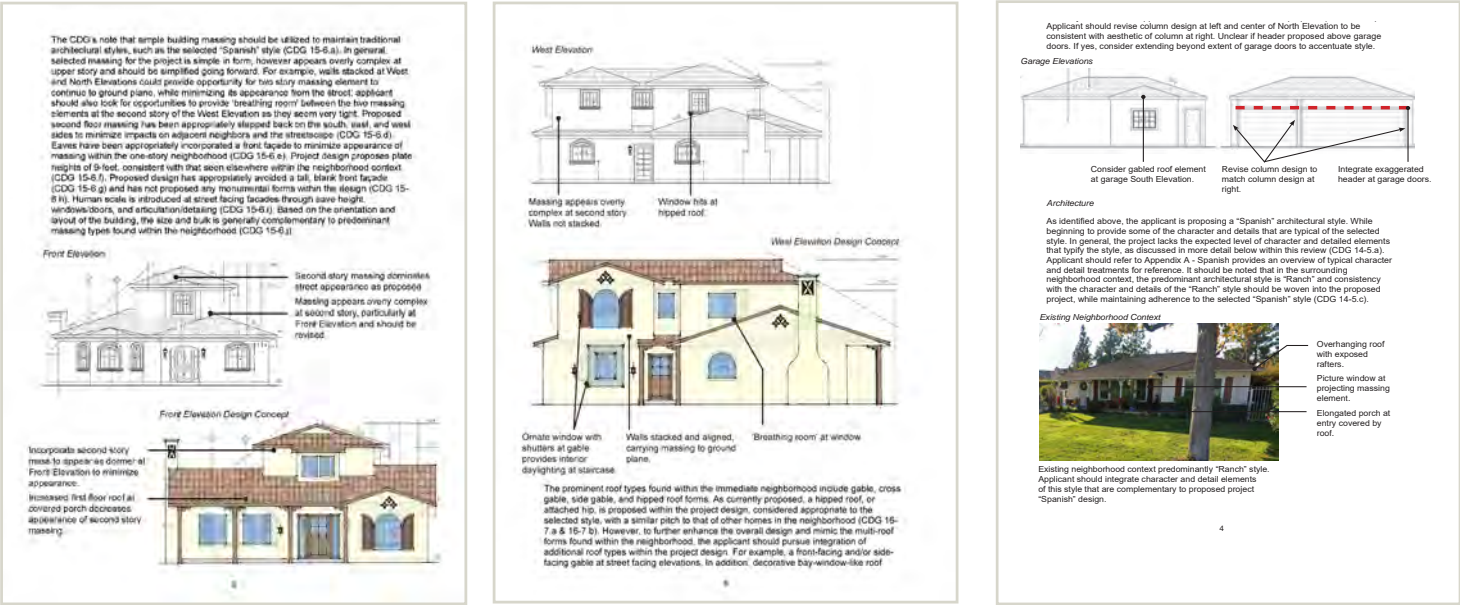 The CDG's note that simple building massing should be utilized to maintain traditional
architectural styles, such as the selected "Spanish" style (CDG 15-6.a). In general,
selected massing for the project is simple in form, however appears overly complex at
upper story and should be simplified going forward. For example, walls stacked at West
and North Elevations could provide opportunity for two story massing element to
continue to ground plane, while minimizing its appearance from the street; applicant
should also look for opportunities to provide 'breathing room' between the two massing
elements at the second story of the West Elevation as they seem very tight. Proposed
second floor massing has been appropriately stepped back on the south, east, and west
sides to minimize impacts on adjacent neighbors and the streetscape (CDG 15-6.d).
Eaves have been appropriately incorporated a front façade to minimize appearance of
massing within the one-story neighborhood (CDG 15-6.e). Project design proposes plate
heights of 9-feet, consistent with that seen elsewhere within the neighborhood context
(CDG 15-6.f). Proposed design has appropriately avoided a tall, blank front façade
(CDG 15-6.g) and has not proposed any monumental forms within the design (CDG 15-
6.h). Human scale is introduced at street facing facades through eave height,
windows/doors, and articulation/detailing (CDG 15-6.i). Based on the orientation and
layout of the building, the size and bulk is generally complementary to predominant
massing types found within the neighborhood (CDG 15-6.j)
Front Elevation
Second story massing dominates
street appearance as proposed
Massing appears overly complex
at second story, particularly at
Front Elevation and should be
revised.
Front Elevation Design Concept
Incorporate second story
mass to appear as dormer at
Front Elevation to minimize
appearance.
Increased first floor roof at
covered porch decreases
appearance of second story
massing.
West Elevation
Massing appears overly
complex at second story.
Walls not stacked.
Window hits at
hipped roof.
West Elevation Design Concept
Ornate window with
shutters at gable
provides interior
daylighting at staircase.
Walls stacked and aligned,
carrying massing to ground
plane.
'Breathing room' at window
The prominent roof types found within the immediate neighborhood include gable, cross
gable, side gable, and hipped roof forms. As currently proposed, a hipped roof, or
attached hip, is proposed within the project design, considered appropriate to the
selected style, with a similar pitch to that of other homes in the neighborhood (CDG 16-
7.a & 16-7.b). However, to further enhance the overall design and mimic the multi-roof
forms found within the neighborhood, the applicant should pursue integration of
additional roof types within the project design. For example, a front-facing and/or side-
facing gable at street facing elevations. In addition, decorative bay-window-like roof
Applicant should revise column design at left and center of North Elevation to be
consistent with aesthetic of column at right. Unclear if header proposed above garage
doors. If yes, consider extending beyond extent of garage doors to accentuate style.
Garage Elevations
Consider gabled roof element
at garage South Elevation.
Revise column design to
match column design at
right.
Integrate exaggerated
header at garage doors.
Architecture
As identified above, the applicant is proposing a "Spanish" architectural style. While
beginning to provide some of the character and details that are typical of the selected
style. In general, the project lacks the expected level of character and detailed elements
that typify the style, as discussed in more detail below within this review (CDG 14-5.a).
Applicant should refer to Appendix A - Spanish provides an overview of typical character
and detail treatments for reference. It should be noted that in the surrounding
neighborhood context, the predominant architectural style is "Ranch" and consistency
with the character and details of the "Ranch" style should be woven into the proposed
project, while maintaining adherence to the selected "Spanish" style (CDG 14-5.c).
Existing Neighborhood Context
Overhanging roof
with exposed
rafters.
Picture window at
projecting massing
element.
Elongated porch at
entry covered by
roof.
Existing neighborhood context predominantly "Ranch" style.
Applicant should integrate character and detail elements
of this style that are complementary to proposed project
"Spanish" design.
4